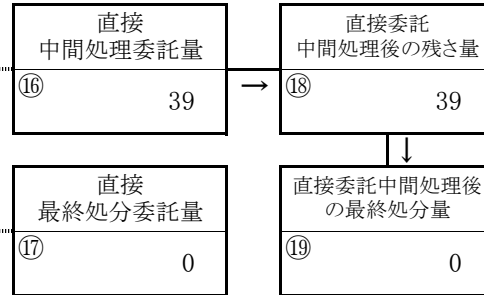 直接
中間処理委託量
⑯
39
→
直接委託
中間処理後の残さ量
⑱
39
↓
直接
最終処分委託量
⑰
0
直接委託中間処理後
の最終処分量
⑲
0